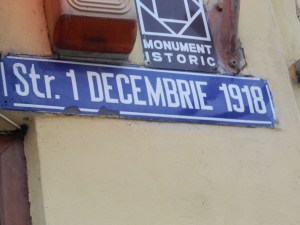 MONUMENT
ISTORIC
Str. 1 DECEMBRIE 1918